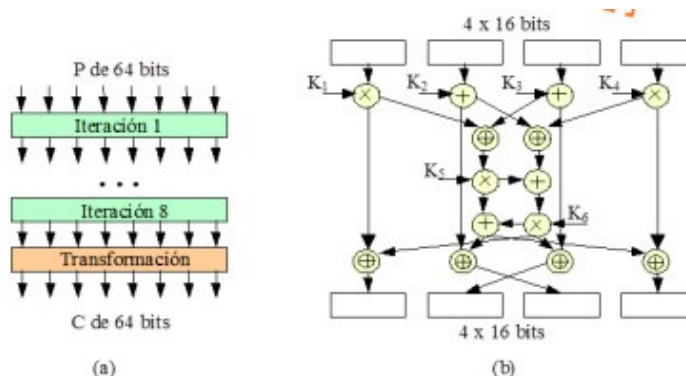 P de 64 bits
Iteración 1
• • •
Iteración 8
Transformación
C de 64 bits
(a)
4 x 16 bits
K1
K2
K3
K4
K5
K6
4 x 16 bits
(b)